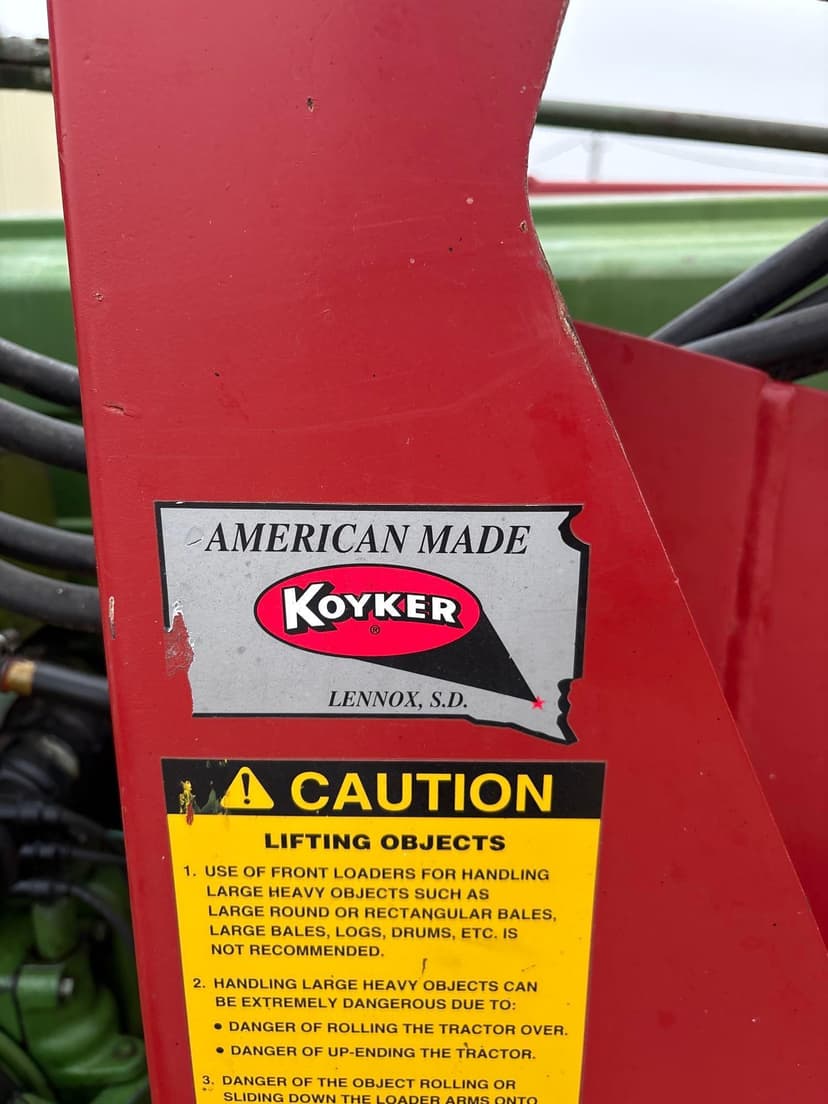 AMERICAN MADE
KOYKER
®
LENNOX, S.D.
CAUTION
LIFTING OBJECTS
1. USE OF FRONT LOADERS FOR HANDLING
LARGE HEAVY OBJECTS SUCH AS
LARGE ROUND OR RECTANGULAR BALES,
LARGE BALES, LOGS, DRUMS, ETC. IS
NOT RECOMMENDED.
2. HANDLING LARGE HEAVY OBJECTS CAN
BE EXTREMELY DANGEROUS DUE TO:
• DANGER OF ROLLING THE TRACTOR OVER.
• DANGER OF UP-ENDING THE TRACTOR.
3. DANGER OF THE OBJECT ROLLING OR
SLIDING DOWN THE LOADER ARMS ONTO